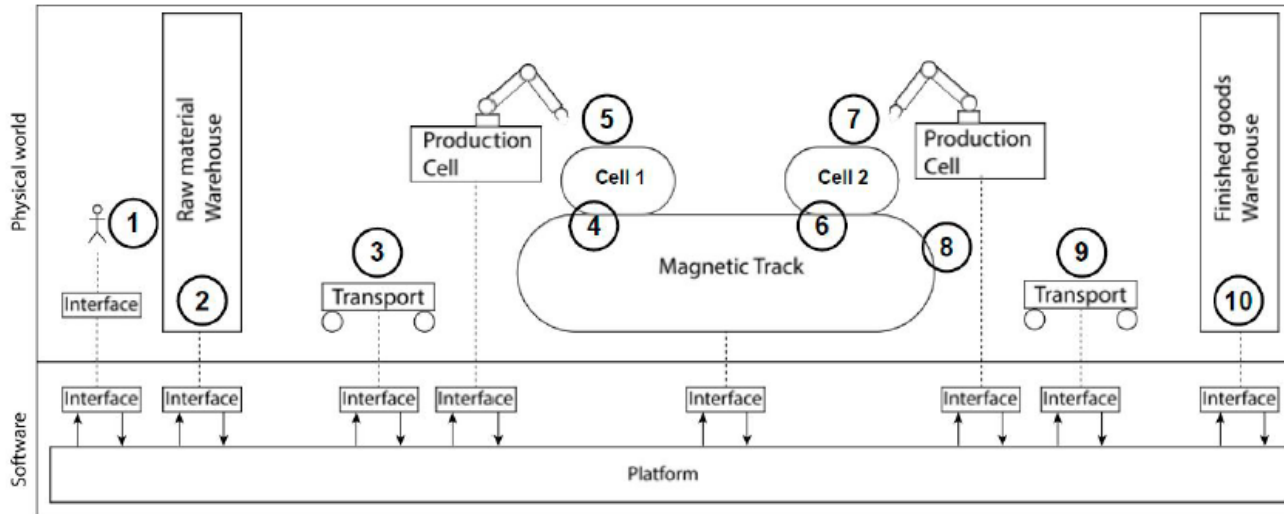 Physical world
1
Interface
Raw material
Warehouse
2
3
Transport
Production
Cell
5
Cell 1
4
Magnetic Track
7
Cell 2
6
8
Production
Cell
9
Transport
Finished goods
Warehouse
10
Software
Interface
Interface
Interface
Interface
Interface
Interface
Interface
Interface
Platform